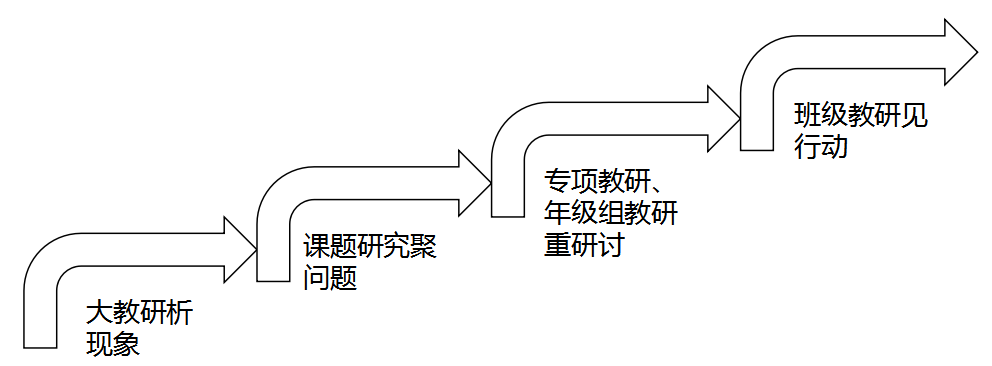 大教研析
现象
课题研究聚
问题
专项教研、
年级组教研
重研讨
班级教研见
行动